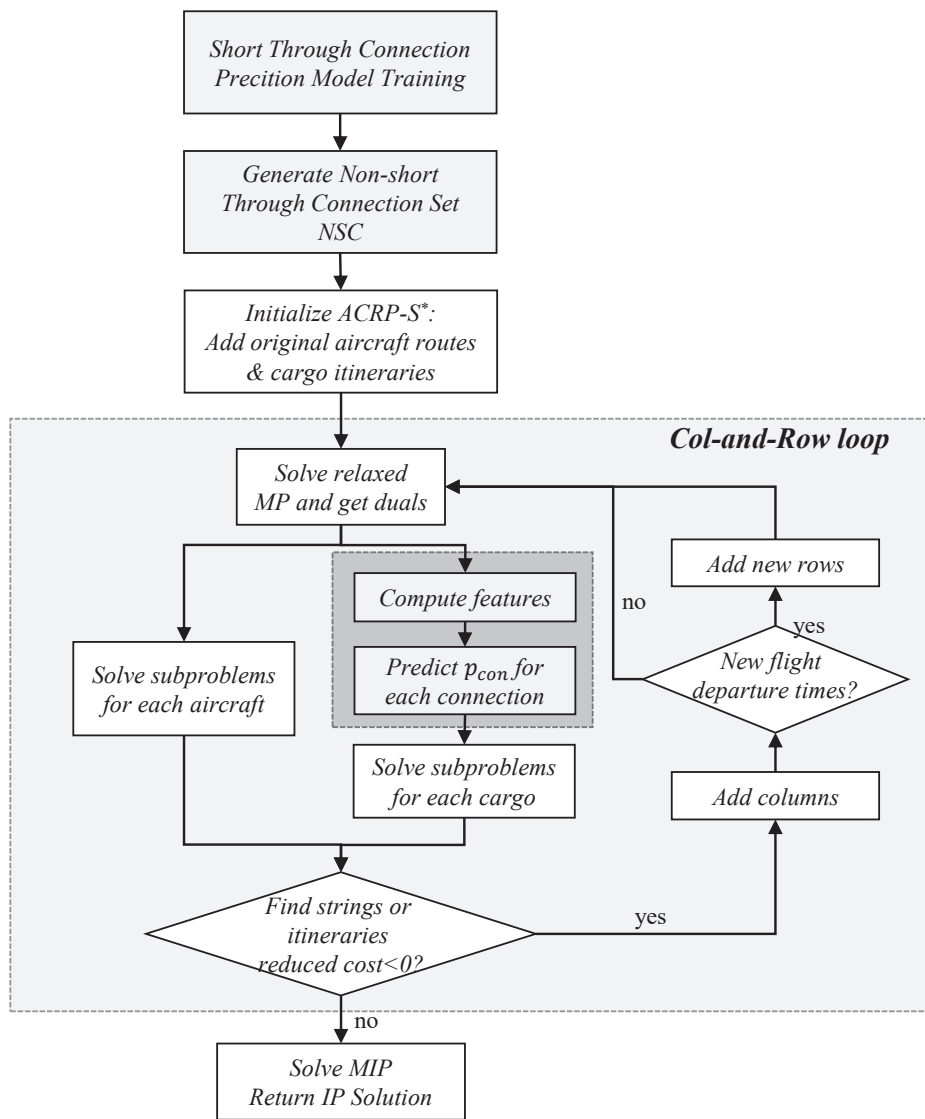 Short Through Connection
Precition Model Training
Generate Non-short
Through Connection Set
NSC
Initialize ACRP-S*:
Add original aircraft routes
& cargo itineraries
Col-and-Row loop
Solve relaxed
MP and get duals
Add new rows
Compute features
no
yes
Solve subproblems
for each aircraft
Predict pcon for
each connection
New flight
departure times?
Solve subproblems
for each cargo
Add columns
Find strings or
itineraries
reduced cost<0?
yes
no
Solve MIP
Return IP Solution